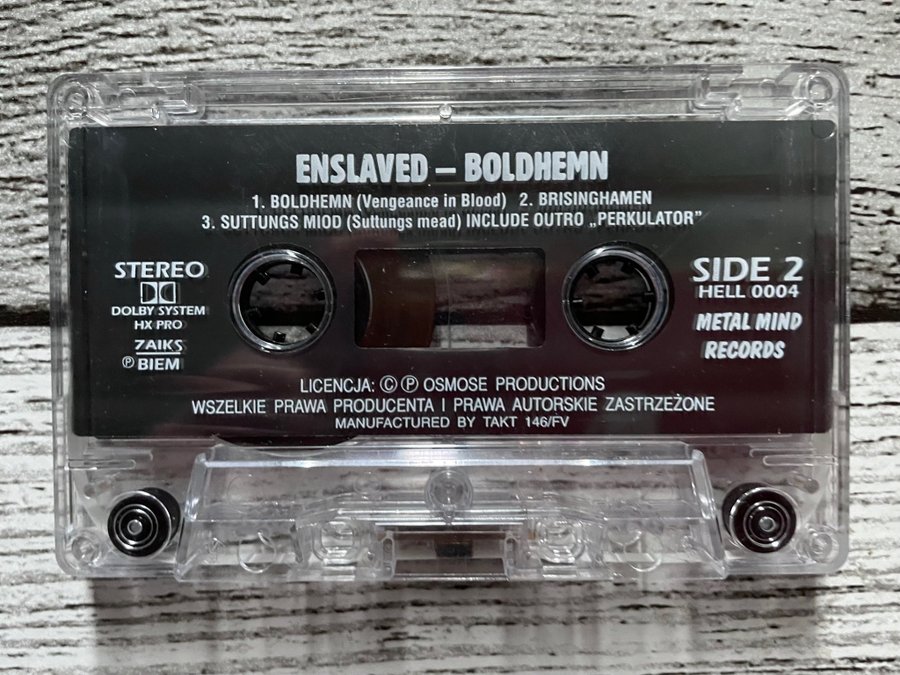 ENSLAVED – BOLDHEMN
1. BOLDHEMN (Vengeance in Blood) 2. BRISINGHAMEN
3. SUTTUNGS MIOD (Suttungs mead) INCLUDE OUTRO „PERKULATOR”
STEREO
DOLBY SYSTEM
HX PRO
ZAIKS
Ⓟ BIEM
SIDE 2
HELL 0004
METAL MIND
RECORDS
LICENCJA: © Ⓟ OSMOSE PRODUCTIONS
WSZELKIE PRAWA PRODUCENTA I PRAWA AUTORSKIE ZASTRZEŻONE
MANUFACTURED BY TAKT 146/FV